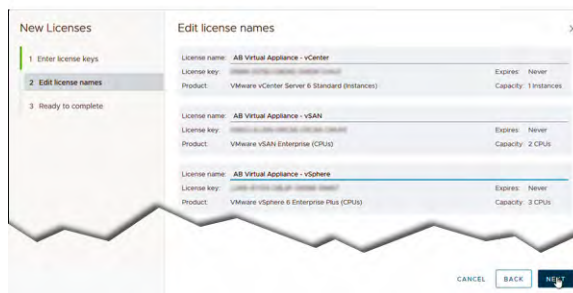 New Licenses
1 Enter license keys
2 Edit license names
3 Ready to complete
Edit license names
License name: AB Virtual Appliance - vCenter
License key: Expires: Never
Product: VMware vCenter Server 6 Standard (Instances) Capacity: 1 Instances
License name: AB Virtual Appliance - vSAN
License key: Expires: Never
Product: VMware vSAN Enterprise (CPUs) Capacity: 2 CPUs
License name: AB Virtual Appliance - vSphere
License key: Expires: Never
Product: VMware vSphere 6 Enterprise Plus (CPUs) Capacity: 3 CPUs
CANCEL BACK NEXT